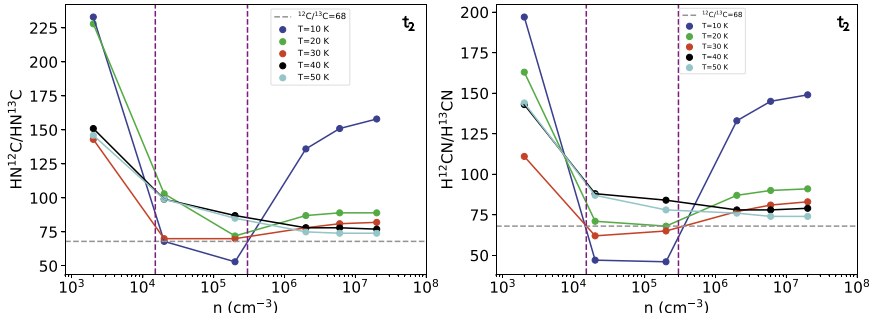 t₂
¹²C/¹³C=68
T=10 K
T=20 K
T=30 K
T=40 K
T=50 K
HN¹²C/HN¹³C
225
200
175
150
125
100
75
50
10³
10⁴
10⁵
10⁶
10⁷
10⁸
n (cm⁻³)
t₂
¹²C/¹³C=68
T=10 K
T=20 K
T=30 K
T=40 K
T=50 K
H¹²CN/H¹³CN
200
175
150
125
100
75
50
10³
10⁴
10⁵
10⁶
10⁷
10⁸
n (cm⁻³)